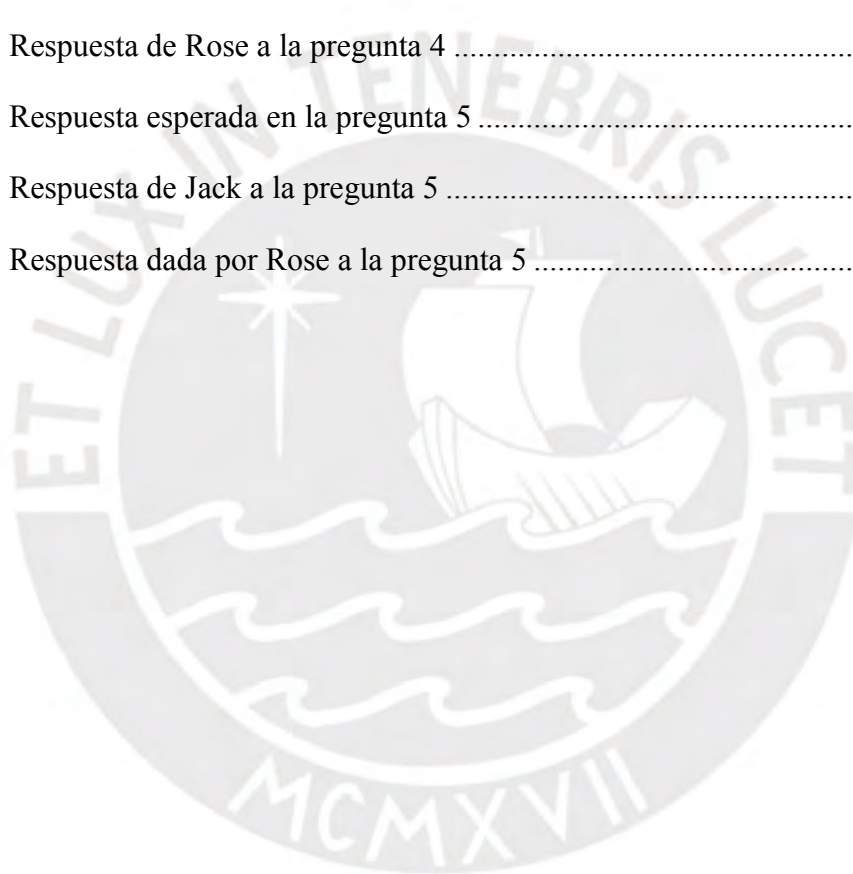 Respuesta de Rose a la pregunta 4 ..................................................
Respuesta esperada en la pregunta 5 ...............................................
Respuesta de Jack a la pregunta 5 ...................................................
Respuesta dada por Rose a la pregunta 5 ........................................
ET LUX IN TENEBRIS LUCET
MCMXVII